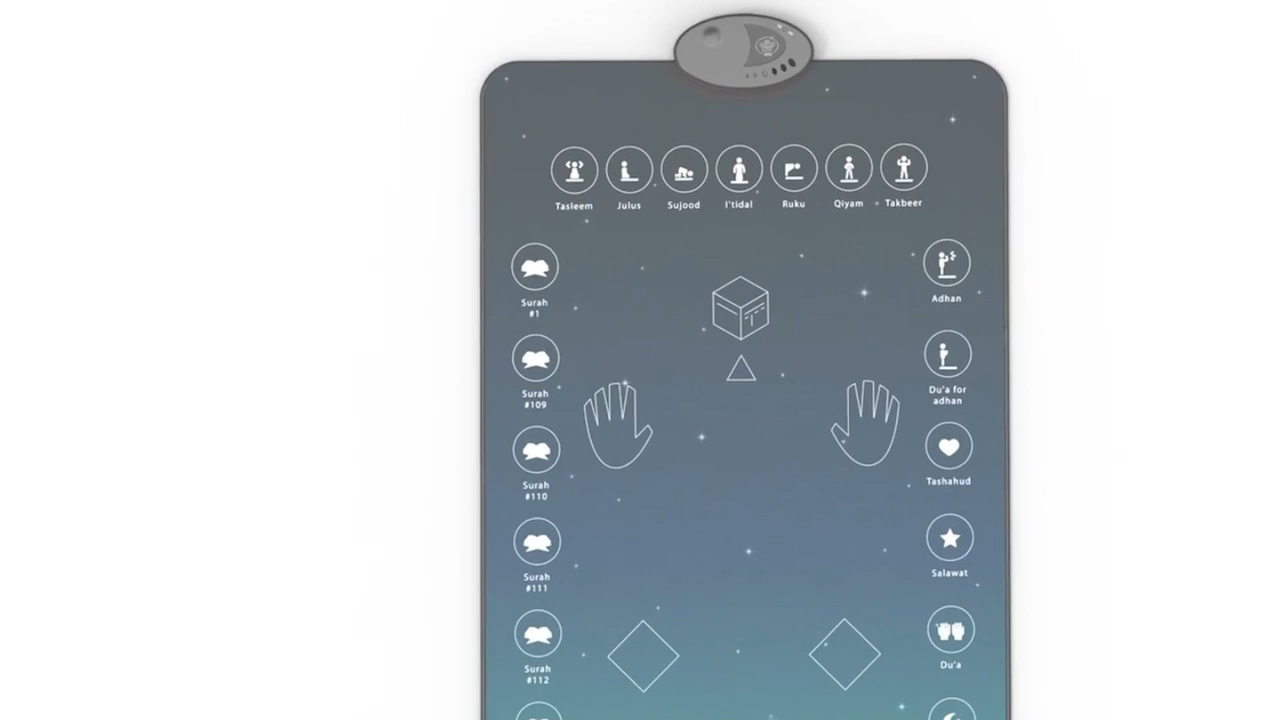 Tasleem
Julus
Sujood
I'tidal
Ruku
Qiyam
Takbeer
Surah
#1
Surah
#109
Surah
#110
Surah
#111
Surah
#112
Adhan
Du'a for
adhan
Tashahud
Salawat
Du'a